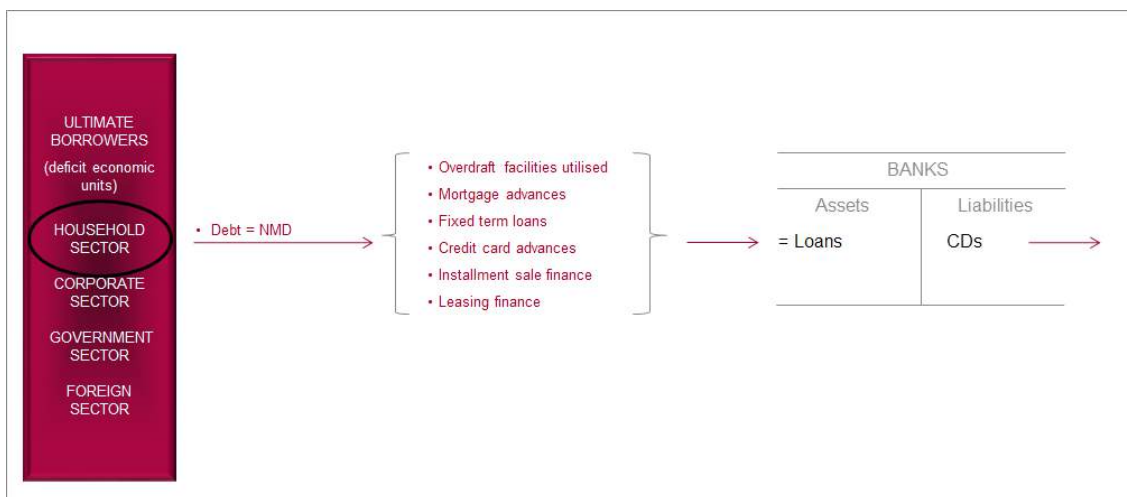 ULTIMATE
BORROWERS
(deficit economic
units)
HOUSEHOLD
SECTOR
CORPORATE
SECTOR
GOVERNMENT
SECTOR
FOREIGN
SECTOR
• Debt = NMD
• Overdraft facilities utilised
• Mortgage advances
• Fixed term loans
• Credit card advances
• Installment sale finance
• Leasing finance
BANKS
Assets Liabilities
= Loans CDs